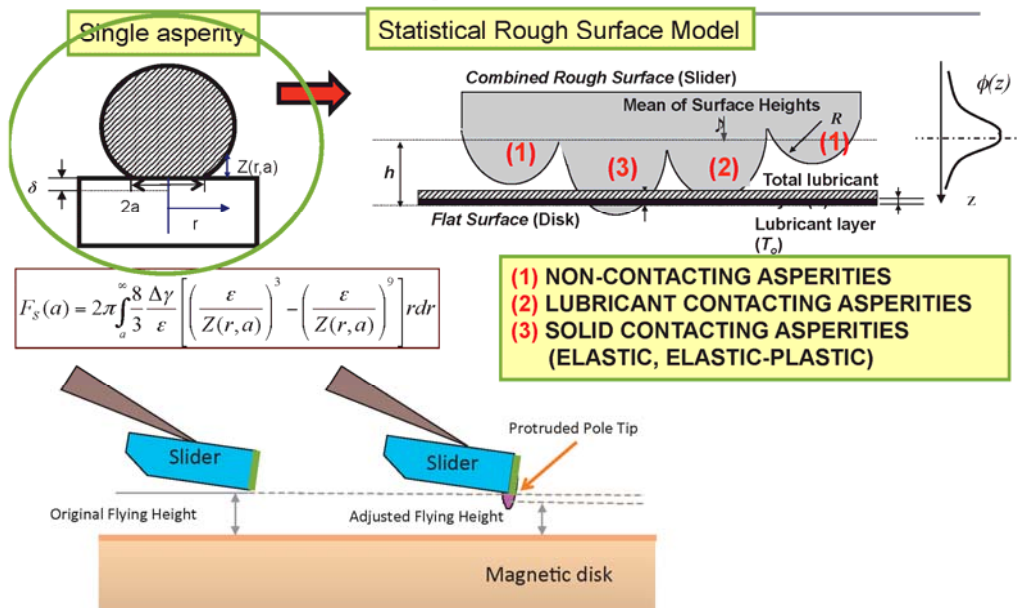 Single asperity
Statistical Rough Surface Model
Combined Rough Surface (Slider)
Mean of Surface Heights
ϕ(z)
R
(1)
(3)
(2)
(1)
h
Z(r,a)
δ
2a
r
Total lubricant
z
Flat Surface (Disk)
Lubricant layer
(Tₒ)
F_S(a) = 2π∫_a^∞ 8/3 Δγ/ε [(ε/Z(r,a))^3 − (ε/Z(r,a))^9] rdr
(1) NON-CONTACTING ASPERITIES
(2) LUBRICANT CONTACTING ASPERITIES
(3) SOLID CONTACTING ASPERITIES
(ELASTIC, ELASTIC-PLASTIC)
Protruded Pole Tip
Slider
Slider
Original Flying Height
Adjusted Flying Height
Magnetic disk